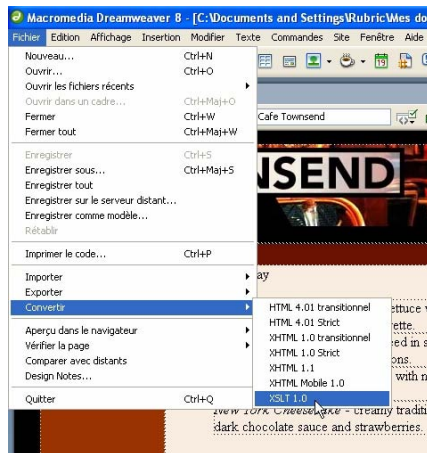 Macromedia Dreamweaver 8 - [C:\Documents and Settings\Rubric\Mes do
Fichier Edition Affichage Insertion Modifier Texte Commandes Site Fenêtre Aide
Nouveau... Ctrl+N
Ouvrir... Ctrl+O
Ouvrir les fichiers récents
Ouvrir dans un cadre... Ctrl+Maj+O
Fermer Ctrl+W
Cafe Townsend
Fermer tout Ctrl+Maj+W
Enregistrer Ctrl+S
Enregistrer sous... Ctrl+Maj+S
NSEND
Enregistrer tout
Enregistrer sur le serveur distant...
Enregistrer comme modèle...
Rétablir
Imprimer le code... Ctrl+P
Importer
ay
Exporter
Convertir
HTML 4.01 transitionnel
HTML 4.01 Strict
XHTML 1.0 transitionnel
XHTML 1.0 Strict
XHTML 1.1
XHTML Mobile 1.0
XSLT 1.0
Aperçu dans le navigateur
Vérifier la page
Comparer avec distants
Design Notes...
Quitter Ctrl+Q
ettuce
ette.
ed in s
ons.
with n
New York Cheesecake - creamy traditi
dark chocolate sauce and strawberries.